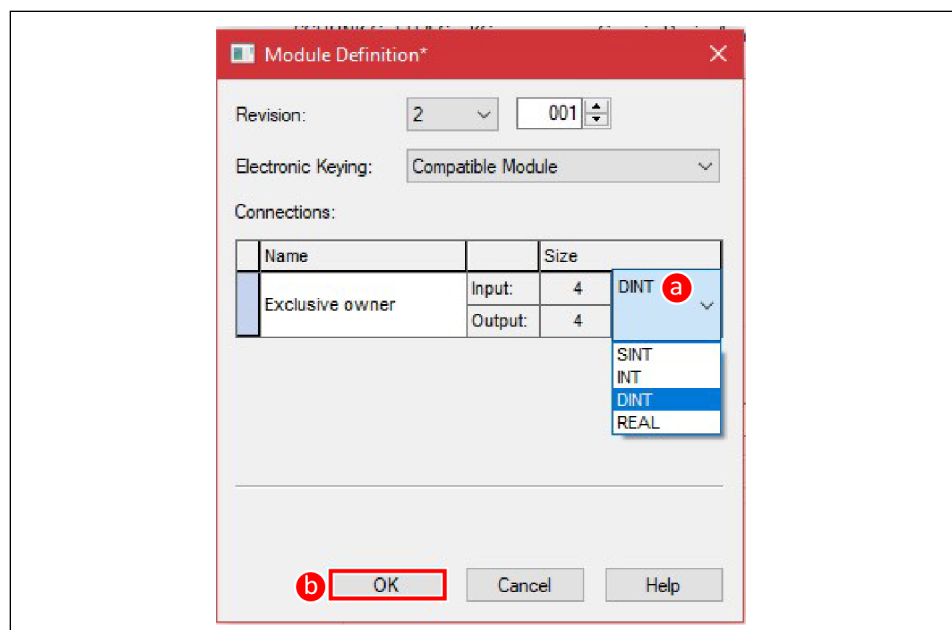 Module Definition*
Revision: 2 001
Electronic Keying: Compatible Module
Connections:
Name Size
Exclusive owner Input: 4 DINT a
Output: 4
SINT
INT
DINT
REAL
b OK Cancel Help